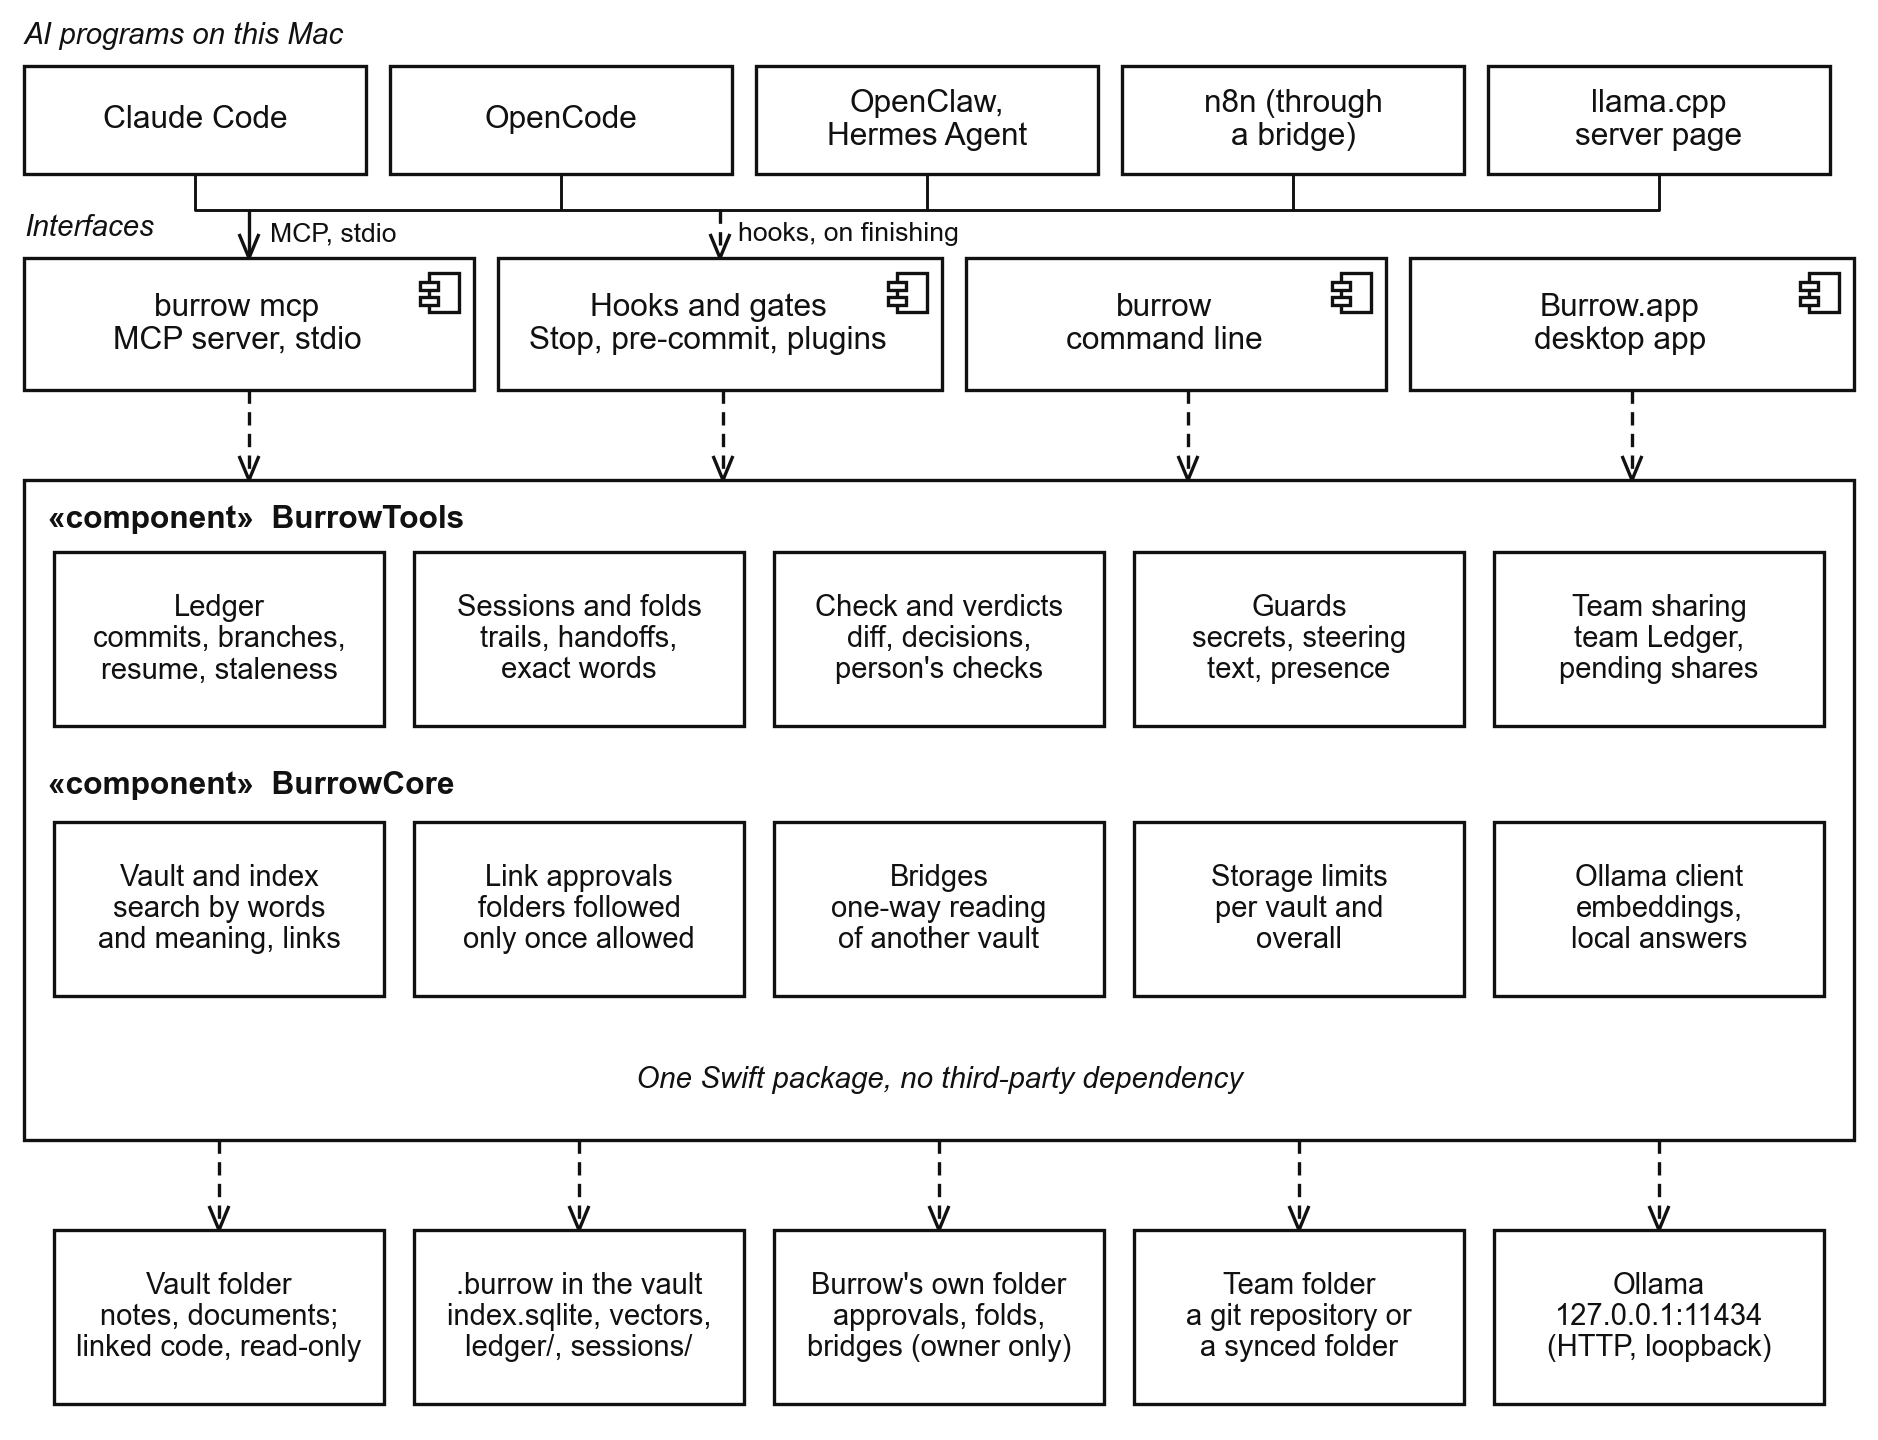 AI programs on this Mac
Claude Code
OpenCode
OpenClaw,
Hermes Agent
n8n (through
a bridge)
llama.cpp
server page
Interfaces
MCP, stdio
hooks, on finishing
burrow mcp
MCP server, stdio
Hooks and gates
Stop, pre-commit, plugins
burrow
command line
Burrow.app
desktop app
«component» BurrowTools
Ledger
commits, branches,
resume, staleness
Sessions and folds
trails, handoffs,
exact words
Check and verdicts
diff, decisions,
person's checks
Guards
secrets, steering
text, presence
Team sharing
team Ledger,
pending shares
«component» BurrowCore
Vault and index
search by words
and meaning, links
Link approvals
folders followed
only once allowed
Bridges
one-way reading
of another vault
Storage limits
per vault and
overall
Ollama client
embeddings,
local answers
One Swift package, no third-party dependency
Vault folder
notes, documents;
linked code, read-only
.burrow in the vault
index.sqlite, vectors,
ledger/, sessions/
Burrow's own folder
approvals, folds,
bridges (owner only)
Team folder
a git repository or
a synced folder
Ollama
127.0.0.1:11434
(HTTP, loopback)